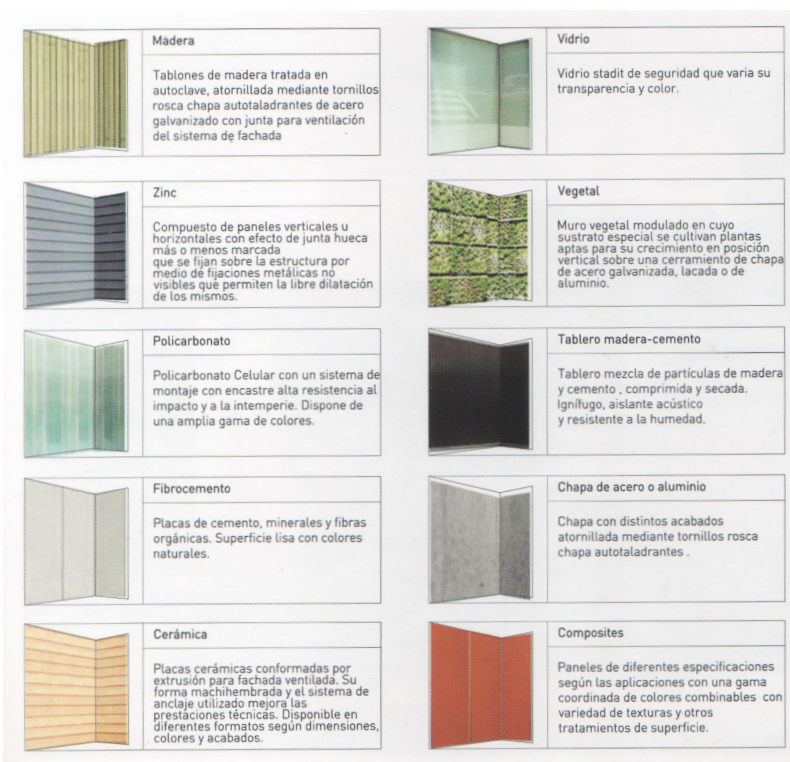 Madera
Tablones de madera tratada en
autoclave, atornillada mediante tornillos
rosca chapa autotaladrantes de acero
galvanizado con junta para ventilación
del sistema de fachada
Zinc
Compuesto de paneles verticales u
horizontales con efecto de junta hueca
más o menos marcada
que se fijan sobre la estructura por
medio de fijaciones metálicas no
visibles que permiten la libre dilatación
de los mismos.
Policarbonato
Policarbonato Celular con un sistema de
montaje con encastre alta resistencia al
impacto y a la intemperie. Dispone de
una amplia gama de colores.
Fibrocemento
Placas de cemento, minerales y fibras
orgánicas. Superficie lisa con colores
naturales.
Cerámica
Placas cerámicas conformadas por
extrusión para fachada ventilada. Su
forma machihembrada y el sistema de
anclaje utilizado mejora las
prestaciones técnicas. Disponible en
diferentes formatos según dimensiones,
colores y acabados.
Vidrio
Vidrio stadit de seguridad que varia su
transparencia y color.
Vegetal
Muro vegetal modulado en cuyo
sustrato especial se cultivan plantas
aptas para su crecimiento en posición
vertical sobre una cerramiento de chapa
de acero galvanizada, lacada o de
aluminio.
Tablero madera-cemento
Tablero mezcla de partículas de madera
y cemento , comprimida y secada.
Ignífugo, aislante acústico
y resistente a la humedad.
Chapa de acero o aluminio
Chapa con distintos acabados
atornillada mediante tornillos rosca
chapa autotaladrantes .
Composites
Paneles de diferentes especificaciones
según las aplicaciones con una gama
coordinada de colores combinables con
variedad de texturas y otros
tratamientos de superficie.